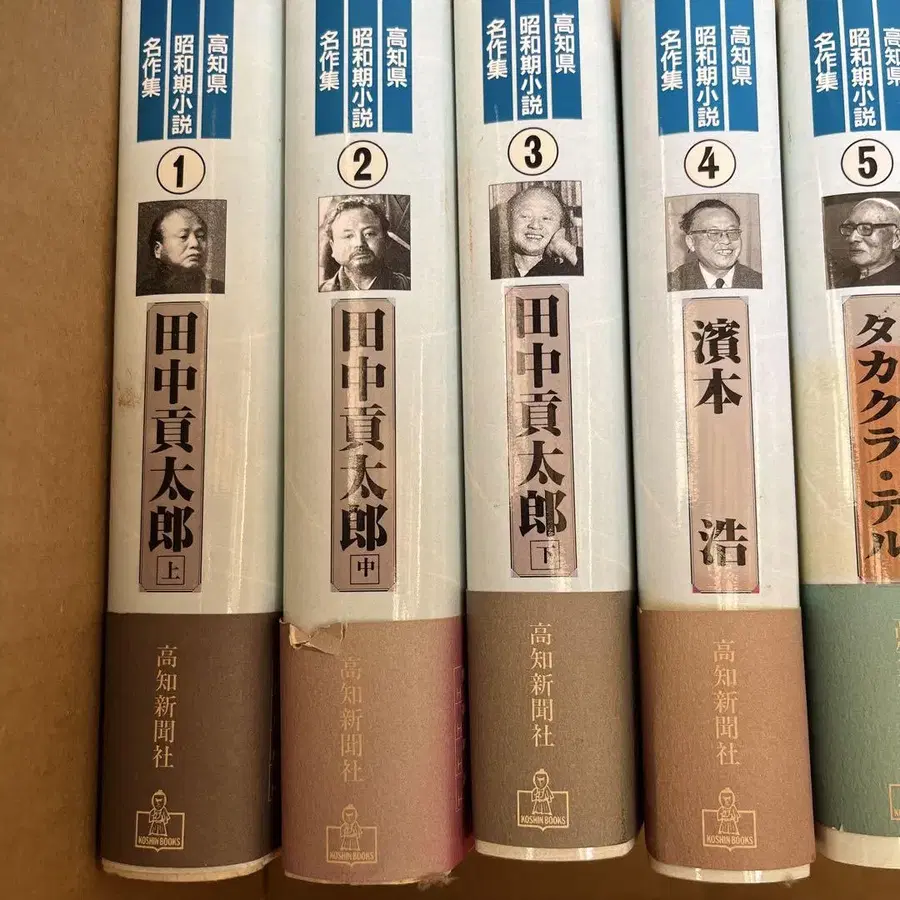 高知県
昭和期小説
名作集
1
田中貢太郎
上
高知新聞社
KOSHIN BOOKS
高知県
昭和期小説
名作集
2
田中貢太郎
中
高知新聞社
KOSHIN BOOKS
高知県
昭和期小説
名作集
3
田中貢太郎
下
高知新聞社
KOSHIN BOOKS
高知県
昭和期小説
名作集
4
濱本 浩
高知新聞社
KOSHIN BOOKS
高知県
昭和期小説
名作集
5
タカクラ・テル